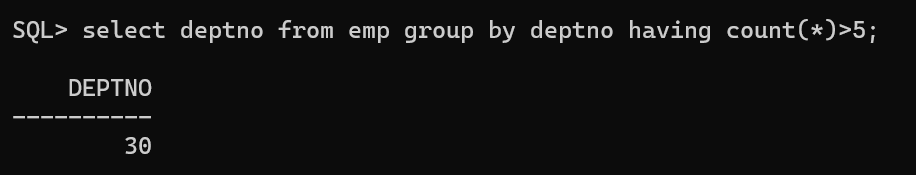 SQL> select deptno from emp group by deptno having count(*)>5;
DEPTNO
----------
30